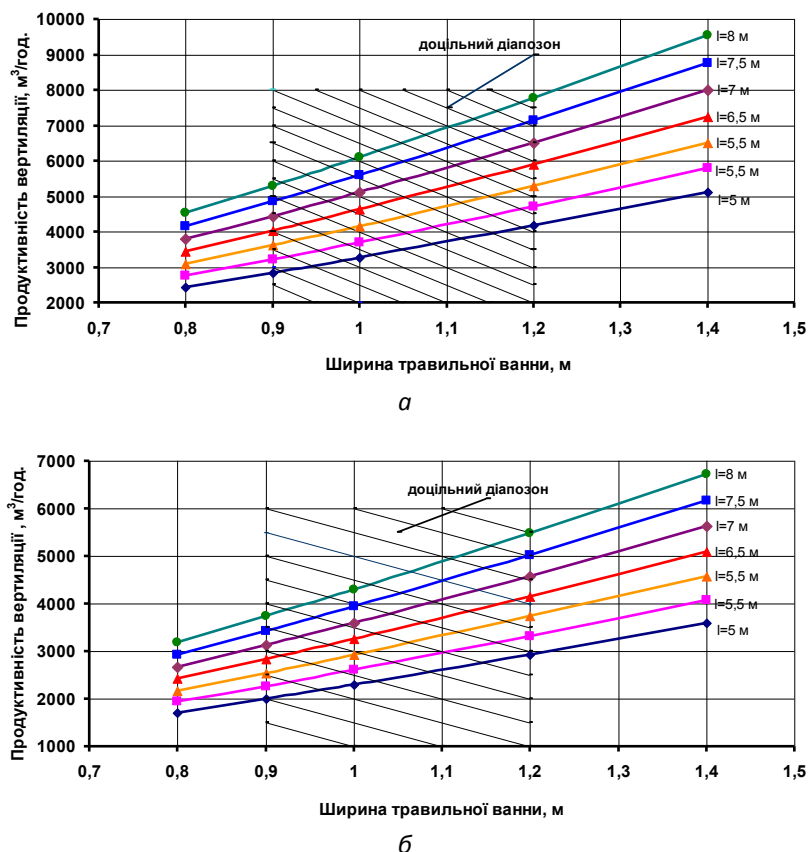 Продуктивність вертиляції, м³/год.
10000
9000
8000
7000
6000
5000
4000
3000
2000
доцільний діапозон
l=8 м
l=7,5 м
l=7 м
l=6,5 м
l=5,5 м
l=5,5 м
l=5 м
0,7 0,8 0,9 1 1,1 1,2 1,3 1,4 1,5
Ширина травильної ванни, м
а
Продуктивність вертиляції , м³/год.
7000
6000
5000
4000
3000
2000
1000
доцільний діапозон
l=8 м
l=7,5 м
l=7 м
l=6,5 м
l=5,5 м
l=5,5 м
l=5 м
0,7 0,8 0,9 1 1,1 1,2 1,3 1,4 1,5
Ширина травильної ванни, м
б